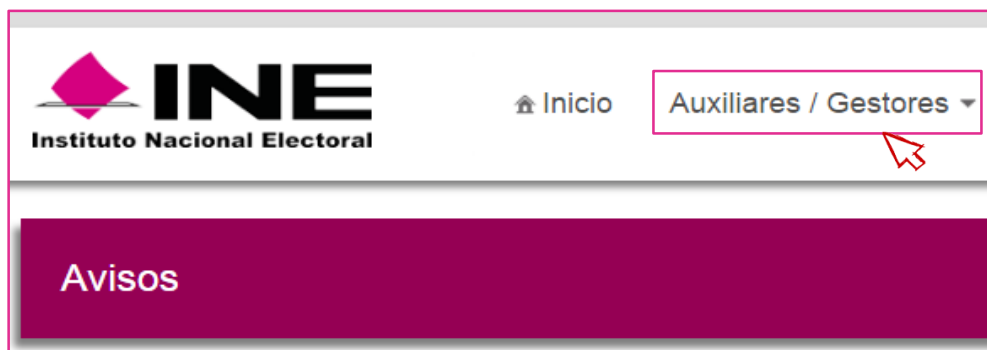 INE
Instituto Nacional Electoral
Inicio
Auxiliares / Gestores
Avisos